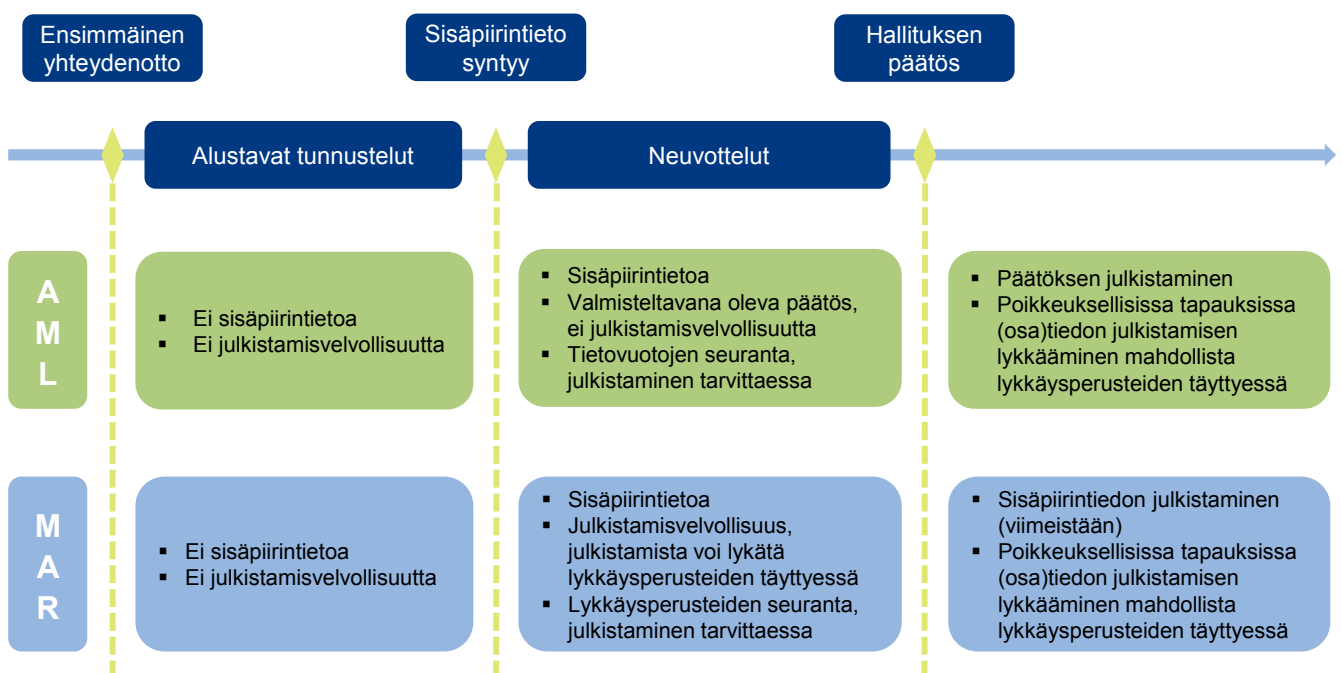 Ensimmäinen
yhteydenotto
Sisäpiirintieto
syntyy
Hallituksen
päätös
Alustavat tunnustelut
Neuvottelut
A
M
L
▪ Ei sisäpiirintietoa
▪ Ei julkistamisvelvollisuutta
▪ Sisäpiirintietoa
▪ Valmisteltavana oleva päätös,
ei julkistamisvelvollisuutta
▪ Tietovuotojen seuranta,
julkistaminen tarvittaessa
▪ Päätöksen julkistaminen
▪ Poikkeuksellisissa tapauksissa
(osa)tiedon julkistamisen
lykkääminen mahdollista
lykkäysperusteiden täyttyessä
M
A
R
▪ Ei sisäpiirintietoa
▪ Ei julkistamisvelvollisuutta
▪ Sisäpiirintietoa
▪ Julkistamisvelvollisuus,
julkistamista voi lykätä
lykkäysperusteiden täyttyessä
▪ Lykkäysperusteiden seuranta,
julkistaminen tarvittaessa
▪ Sisäpiirintiedon julkistaminen
(viimeistään)
▪ Poikkeuksellisissa tapauksissa
(osa)tiedon julkistamisen
lykkääminen mahdollista
lykkäysperusteiden täyttyessä